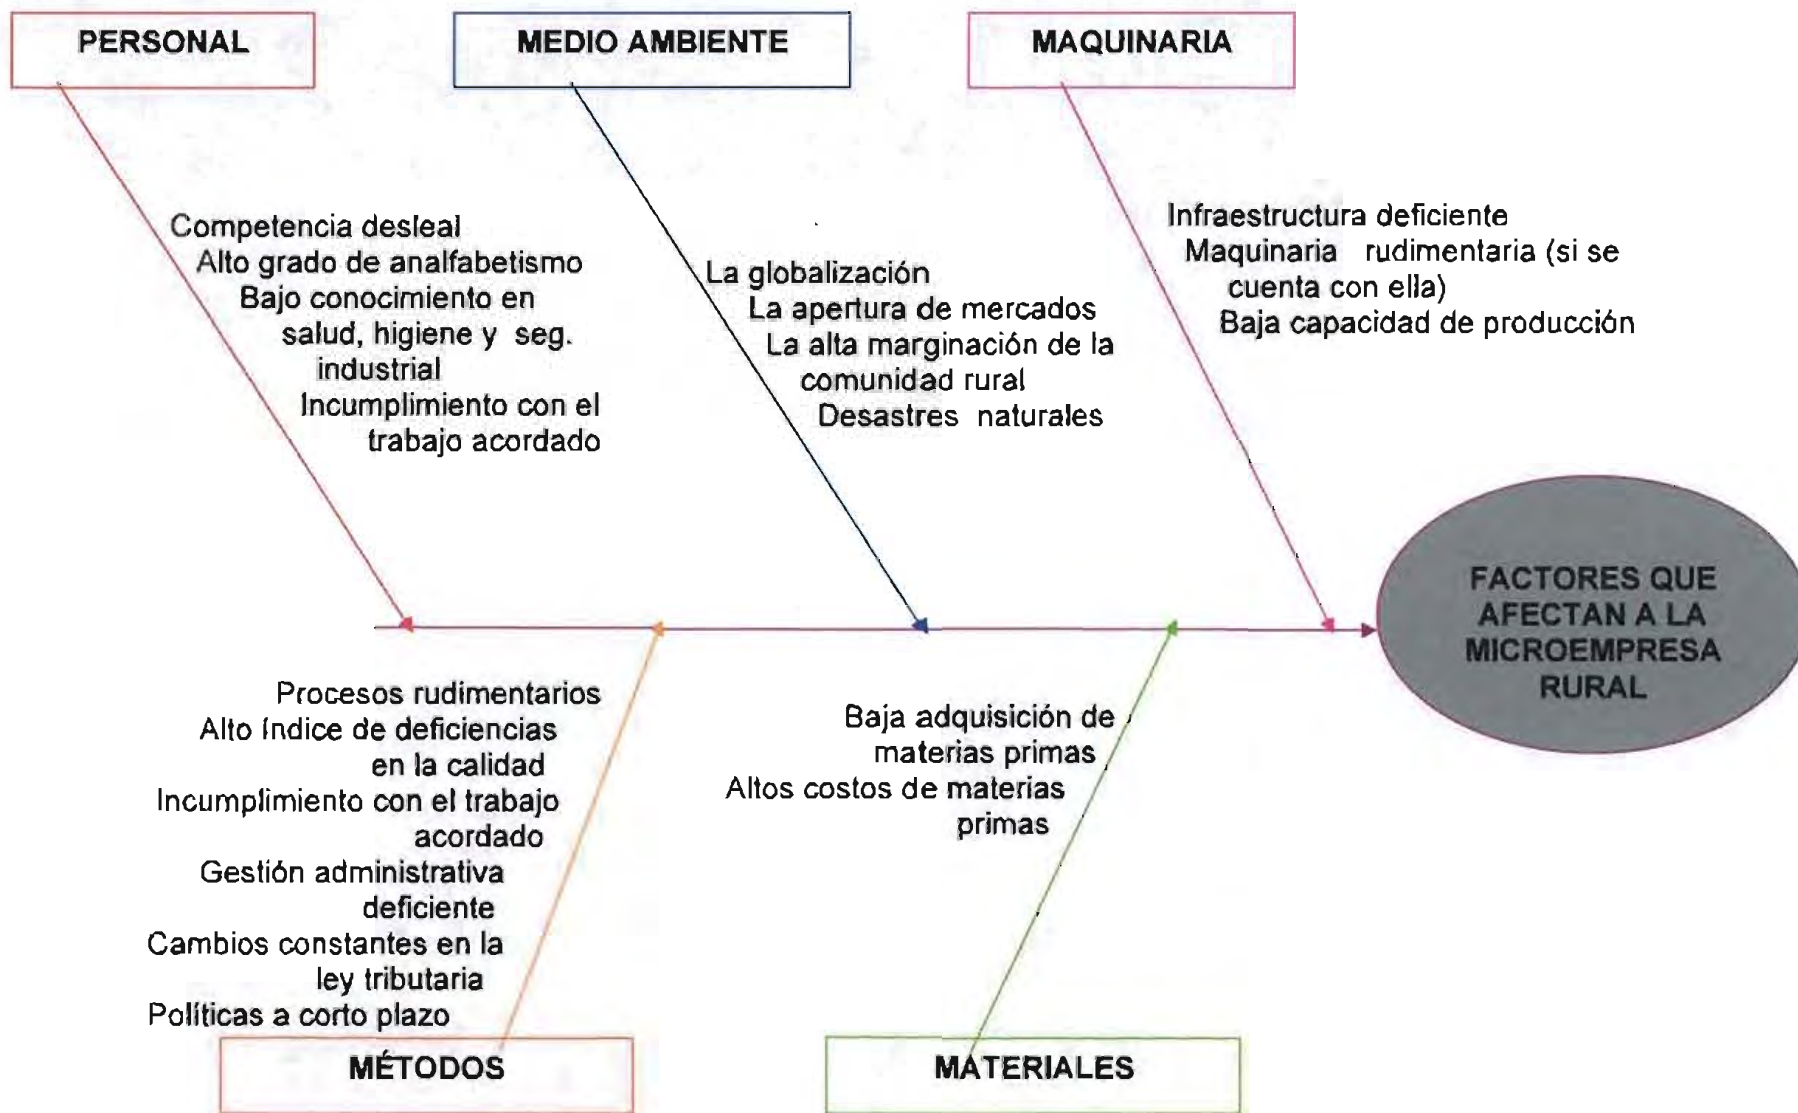 PERSONAL
MEDIO AMBIENTE
MAQUINARIA
Competencia desleal
Alto grado de analfabetismo
Bajo conocimiento en
salud, higiene y seg.
industrial
Incumplimiento con el
trabajo acordado
La globalización
La apertura de mercados
La alta marginación de la
comunidad rural
Desastres naturales
Infraestructura deficiente
Maquinaria rudimentaria (si se
cuenta con ella)
Baja capacidad de producción
FACTORES QUE
AFECTAN A LA
MICROEMPRESA
RURAL
Procesos rudimentarios
Alto índice de deficiencias
en la calidad
Incumplimiento con el trabajo
acordado
Gestión administrativa
deficiente
Cambios constantes en la
ley tributaria
Políticas a corto plazo
Baja adquisición de
materias primas
Altos costos de materias
primas
MÉTODOS
MATERIALES